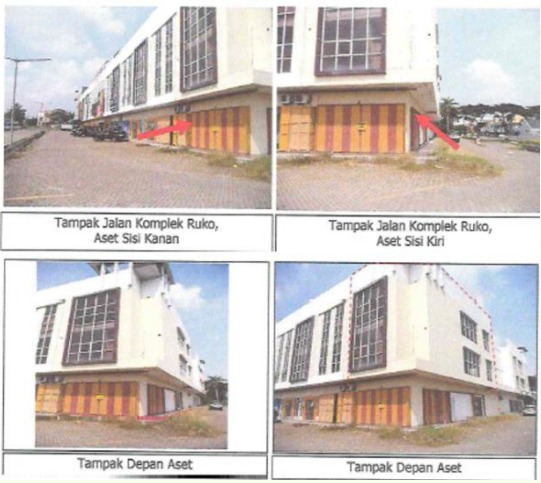 Tampak Jalan Komplek Ruko,
Aset Sisi Kanan
Tampak Jalan Komplek Ruko,
Aset Sisi Kiri
Tampak Depan Aset
Tampak Depan Aset